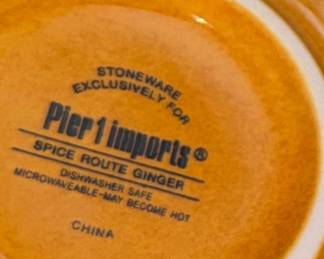 STONEWARE
EXCLUSIVELY FOR
Pier 1 imports®
SPICE ROUTE GINGER
DISHWASHER SAFE
MICROWAVEABLE-MAY BECOME HOT
CHINA